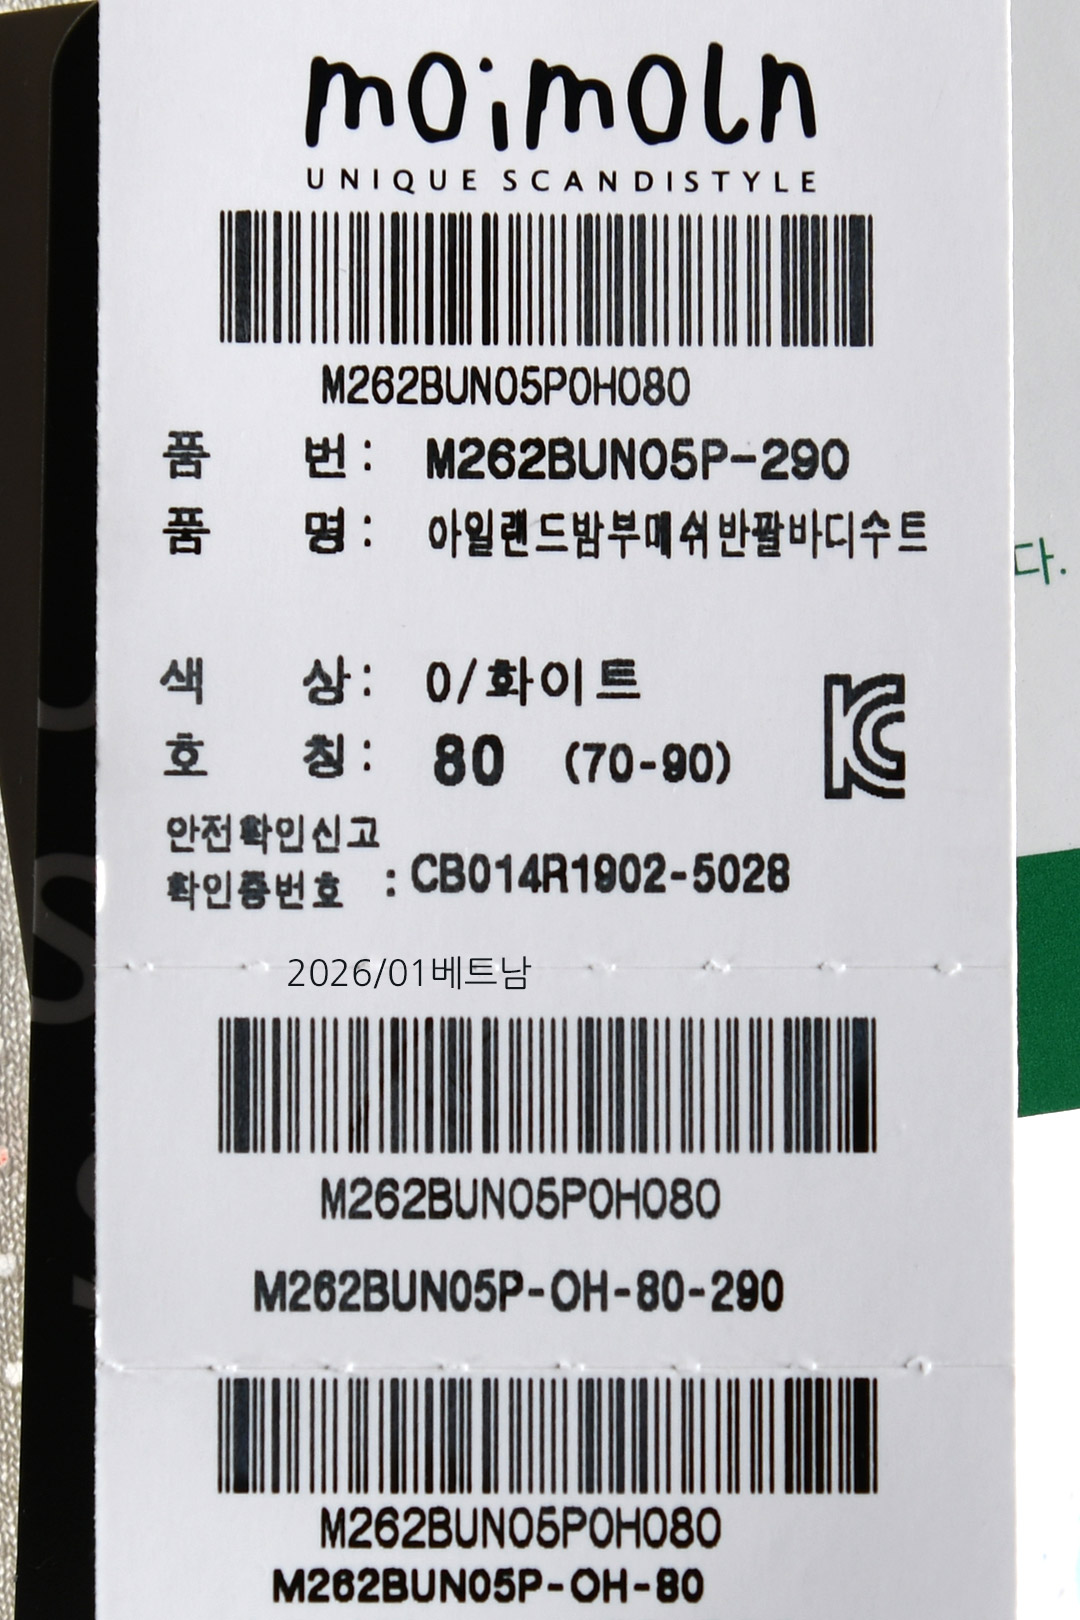 moimoln
UNIQUE SCANDISTYLE
M262BUN05P0H080
품 번 : M262BUN05P-290
품 명 : 아일랜드밤부메쉬반팔바디수트
색 상 : 0/화이트
호 칭 : 80 (70-90)
안전확인신고
확인증번호 : CB014R1902-5028
2026/01베트남
M262BUN05P0H080
M262BUN05P-OH-80-290
M262BUN05P0H080
M262BUN05P-OH-80
다.